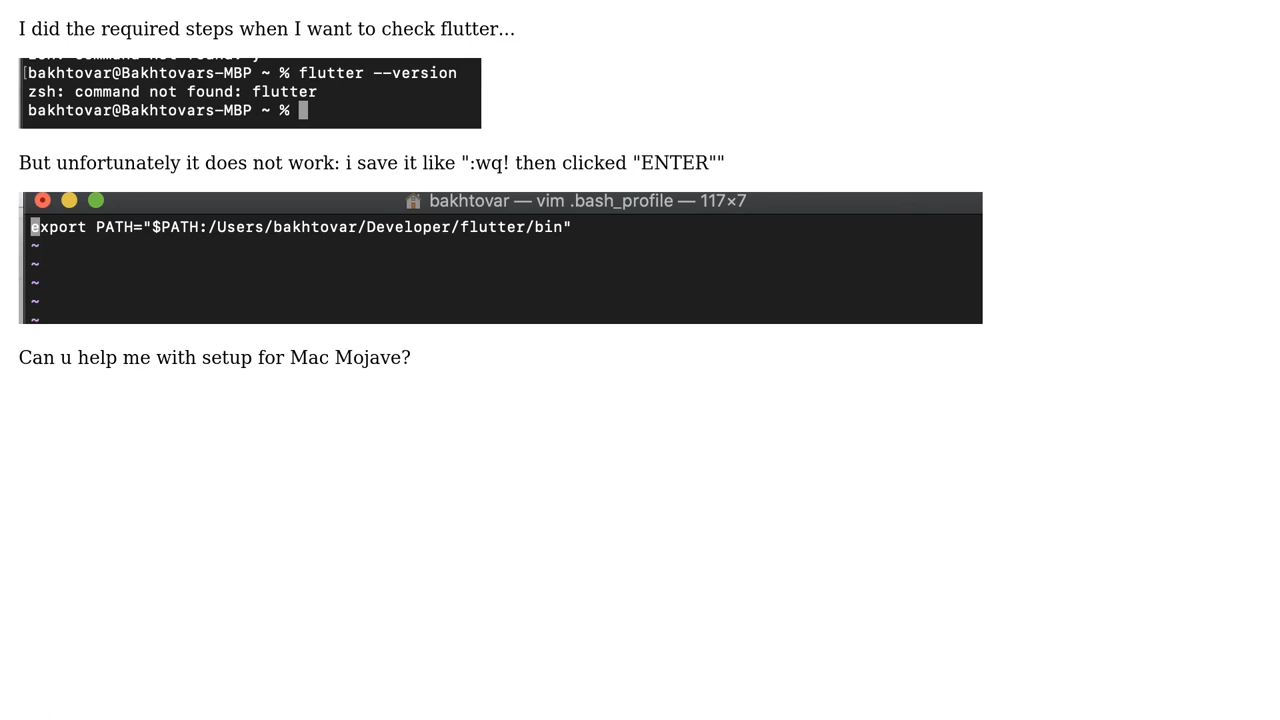 I did the required steps when I want to check flutter...
bakhtovar@Bakhtovars-MBP ~ % flutter --version
zsh: command not found: flutter
bakhtovar@Bakhtovars-MBP ~ %
But unfortunately it does not work: i save it like ":wq! then clicked "ENTER""
bakhtovar — vim .bash_profile — 117×7
export PATH="$PATH:/Users/bakhtovar/Developer/flutter/bin"
~
~
~
~
~
Can u help me with setup for Mac Mojave?